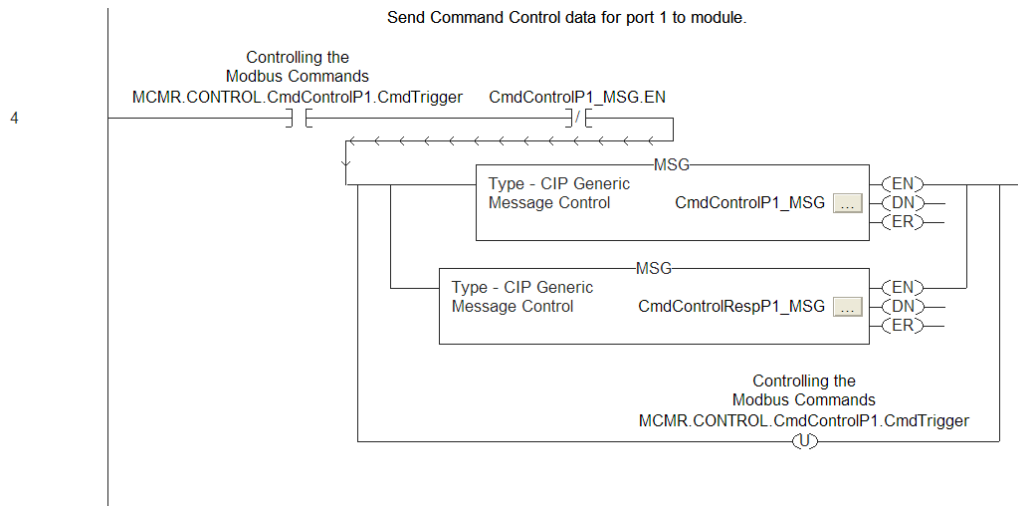 Send Command Control data for port 1 to module.
Controlling the
Modbus Commands
MCMR.CONTROL.CmdControlP1.CmdTrigger
CmdControlP1_MSG.EN
/
4
MSG
Type - CIP Generic
Message Control
CmdControlP1_MSG
...
EN
DN
ER
MSG
Type - CIP Generic
Message Control
CmdControlRespP1_MSG
...
EN
DN
ER
Controlling the
Modbus Commands
MCMR.CONTROL.CmdControlP1.CmdTrigger
U